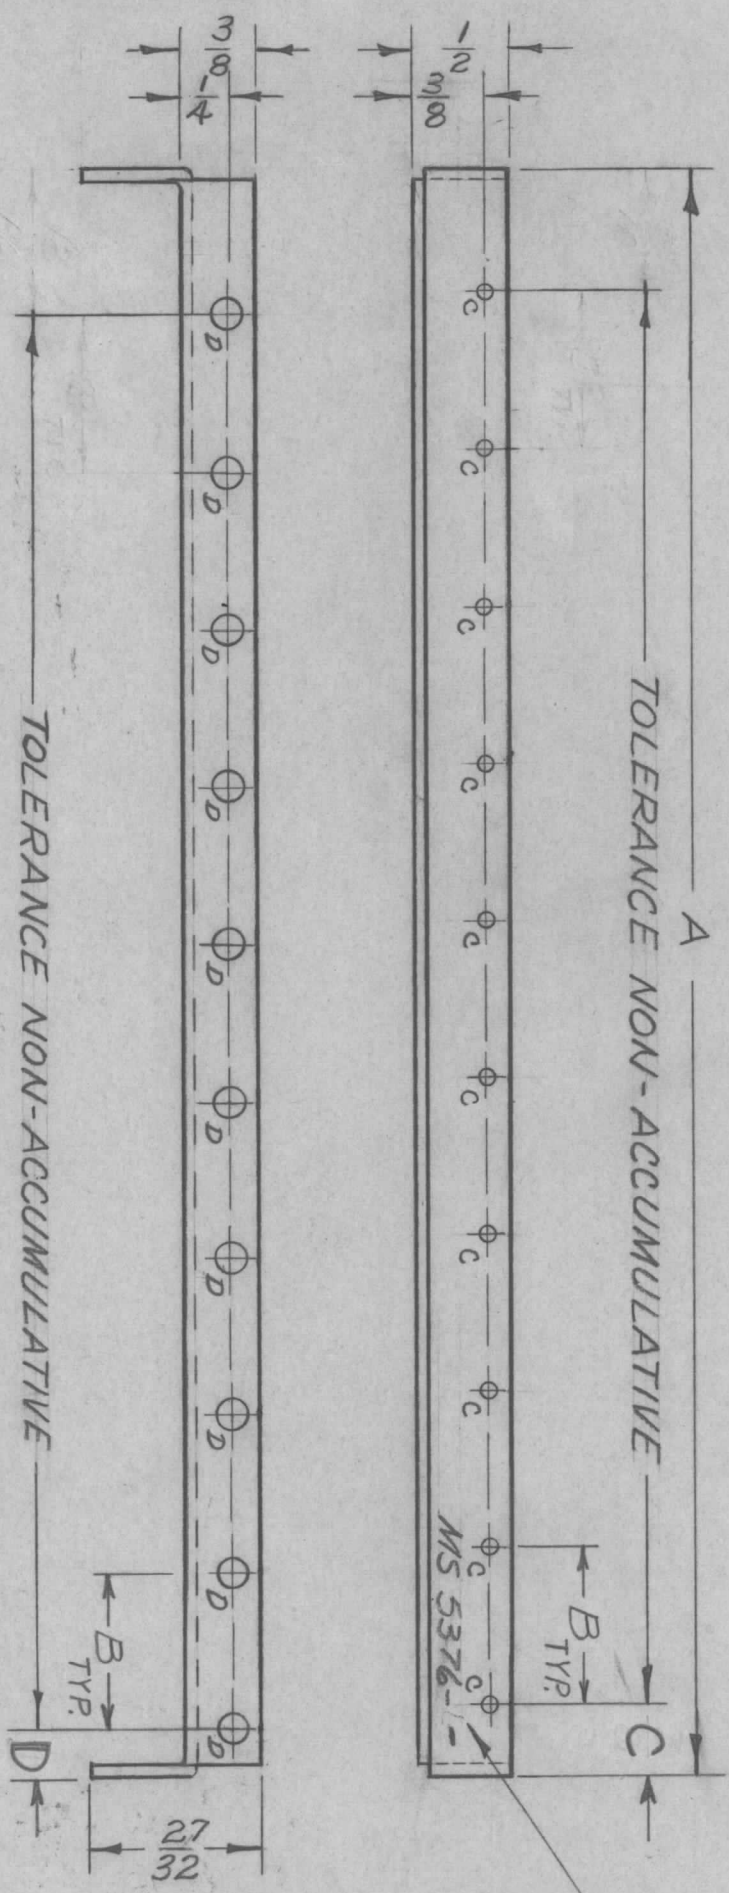 A
TOLERANCE NON-ACCUMULATIVE
B
TYP.
C
1/2
3/8
C
C
C
C
C
C
C
C
C
C
MS 5376-
3/8
1/4
D
D
D
D
D
D
D
D
D
D
B
TYP.
TOLERANCE NON-ACCUMULATIVE
D
27/32